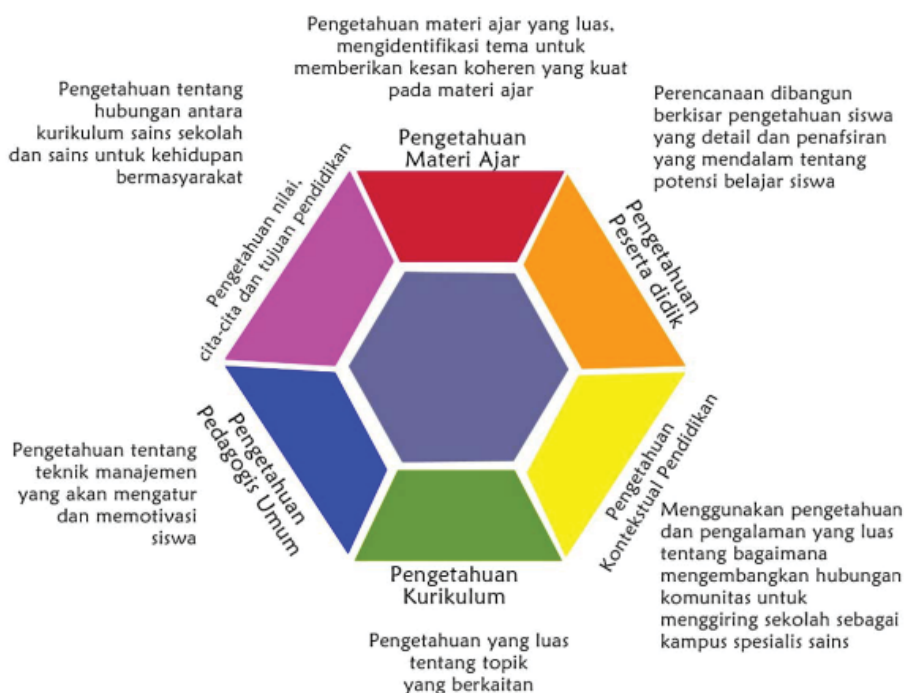 Pengetahuan materi ajar yang luas,
mengidentifikasi tema untuk
memberikan kesan koheren yang kuat
pada materi ajar
Pengetahuan tentang
hubungan antara
kurikulum sains sekolah
dan sains untuk kehidupan
bermasyarakat
Perencanaan dibangun
berkisar pengetahuan siswa
yang detail dan penafsiran
yang mendalam tentang
potensi belajar siswa
Pengetahuan
Materi Ajar
Pengetahuan nilai,
cita-cita dan tujuan pendidikan
Pengetahuan
Peserta didik
Pengetahuan
Pedagogis Umum
Pengetahuan
Kontekstual Pendidikan
Pengetahuan tentang
teknik manajemen
yang akan mengatur
dan memotivasi
siswa
Menggunakan pengetahuan
dan pengalaman yang luas
tentang bagaimana
mengembangkan hubungan
komunitas untuk
menggiring sekolah sebagai
kampus spesialis sains
Pengetahuan
Kurikulum
Pengetahuan yang luas
tentang topik
yang berkaitan